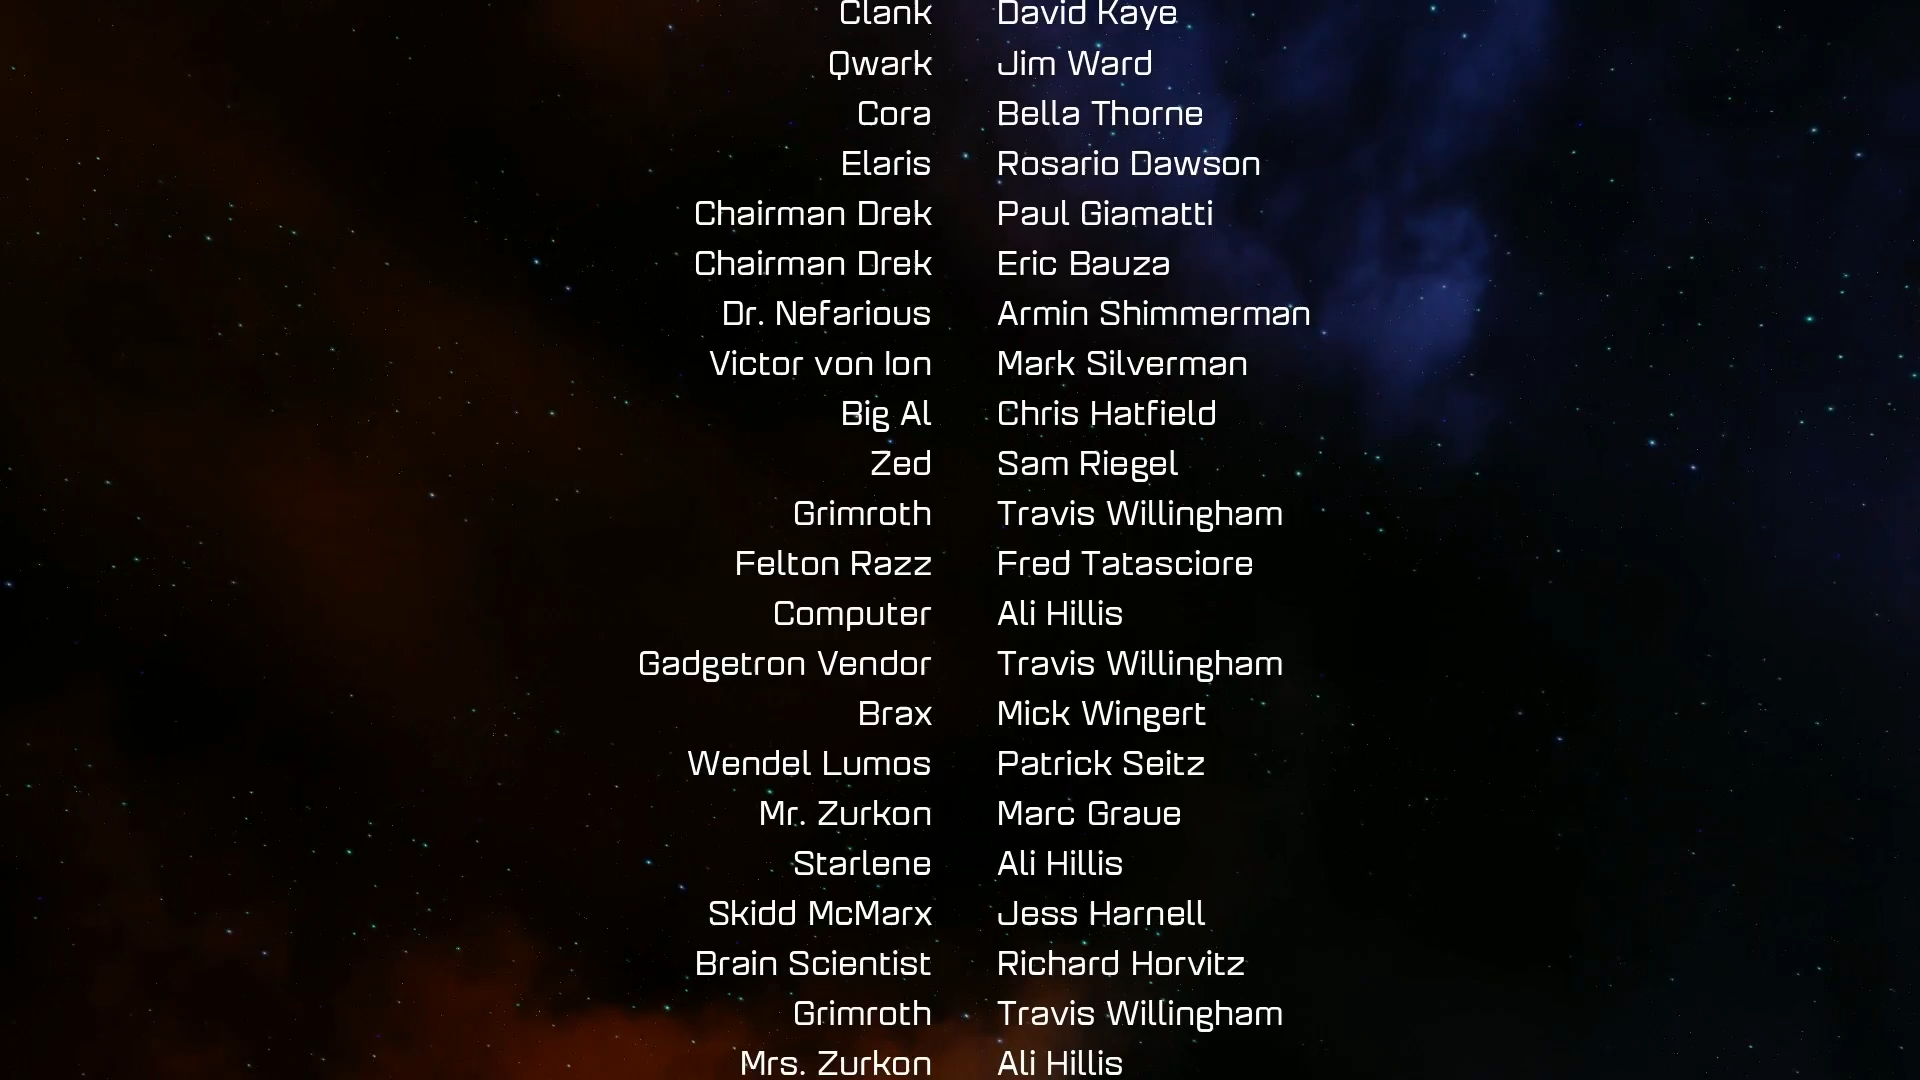 Clank David Kaye
Qwark Jim Ward
Cora Bella Thorne
Elaris Rosario Dawson
Chairman Drek Paul Giamatti
Chairman Drek Eric Bauza
Dr. Nefarious Armin Shimmerman
Victor von Ion Mark Silverman
Big Al Chris Hatfield
Zed Sam Riegel
Grimroth Travis Willingham
Felton Razz Fred Tatasciore
Computer Ali Hillis
Gadgetron Vendor Travis Willingham
Brax Mick Wingert
Wendel Lumos Patrick Seitz
Mr. Zurkon Marc Graue
Starlene Ali Hillis
Skidd McMarx Jess Harnell
Brain Scientist Richard Horvitz
Grimroth Travis Willingham
Mrs. Zurkon Ali Hillis